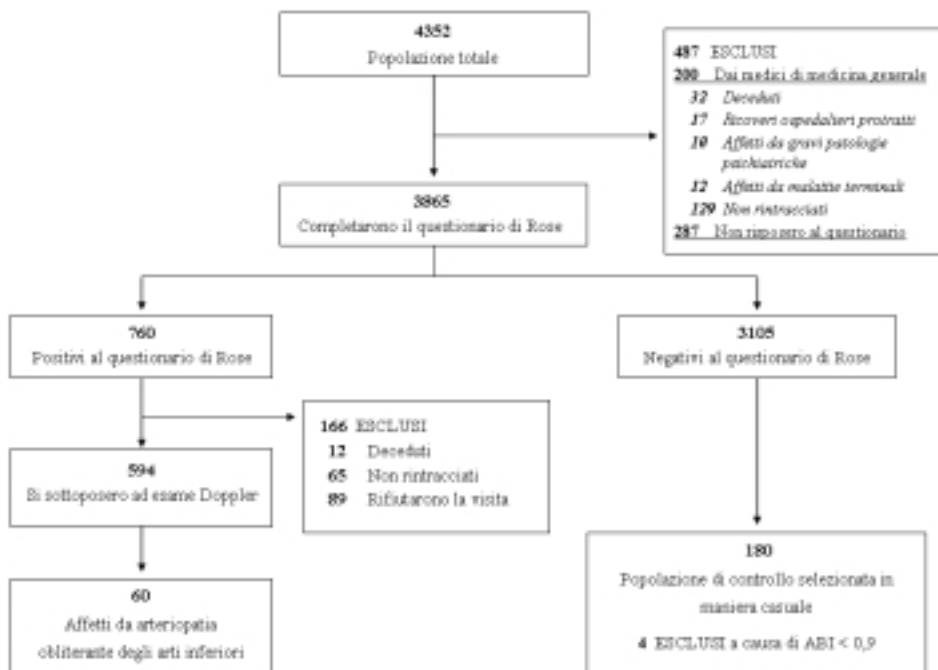 4352
Popolazione totale
487 ESCLUSI
200 Dai medici di medicina generale
32 Deceduti
17 Ricoveri ospedalieri protratti
10 Affetti da gravi patologie
psichiatriche
12 Affetti da malattie terminali
129 Non rintracciati
287 Non risposero al questionario
3865
Completarono il questionario di Rose
760
Positivi al questionario di Rose
3105
Negativi al questionario di Rose
166 ESCLUSI
12 Deceduti
65 Non rintracciati
89 Rifiutarono la visita
594
Si sottoposero ad esame Doppler
60
Affetti da arteriopatia
obliterante degli arti inferiori
180
Popolazione di controllo selezionata in
maniera casuale
4 ESCLUSI a causa di ABI < 0,9